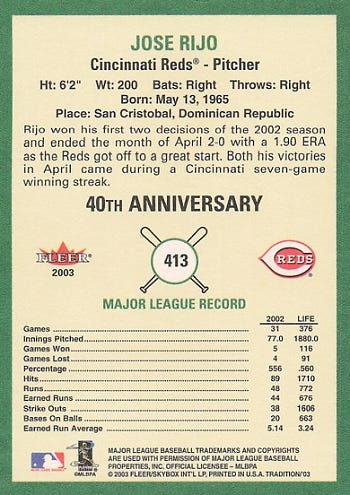 JOSE RIJO
Cincinnati Reds® - Pitcher
Ht: 6'2" Wt: 200 Bats: Right Throws: Right
Born: May 13, 1965
Place: San Cristobal, Dominican Republic
Rijo won his first two decisions of the 2002 season
and ended the month of April 2-0 with a 1.90 ERA
as the Reds got off to a great start. Both his victories
in April came during a Cincinnati seven-game
winning streak.
40TH ANNIVERSARY
FLEER
2003
413
REDS
MAJOR LEAGUE RECORD
2002 LIFE
Games 31 376
Innings Pitched 77.0 1880.0
Games Won 5 116
Games Lost 4 91
Percentage 556 .560
Hits 89 1710
Runs 48 772
Earned Runs 44 676
Strike Outs 38 1606
Bases On Balls 20 663
Earned Run Average 5.14 3.24
MAJOR LEAGUE BASEBALL TRADEMARKS AND COPYRIGHTS
ARE USED WITH PERMISSION OF MAJOR LEAGUE BASEBALL
PROPERTIES, INC. OFFICIAL LICENSEE – MLBPA
©MLBPA
© 2003 FLEER/SKYBOX INT'L LP, PRINTED IN U.S.A. TRADITION/'03